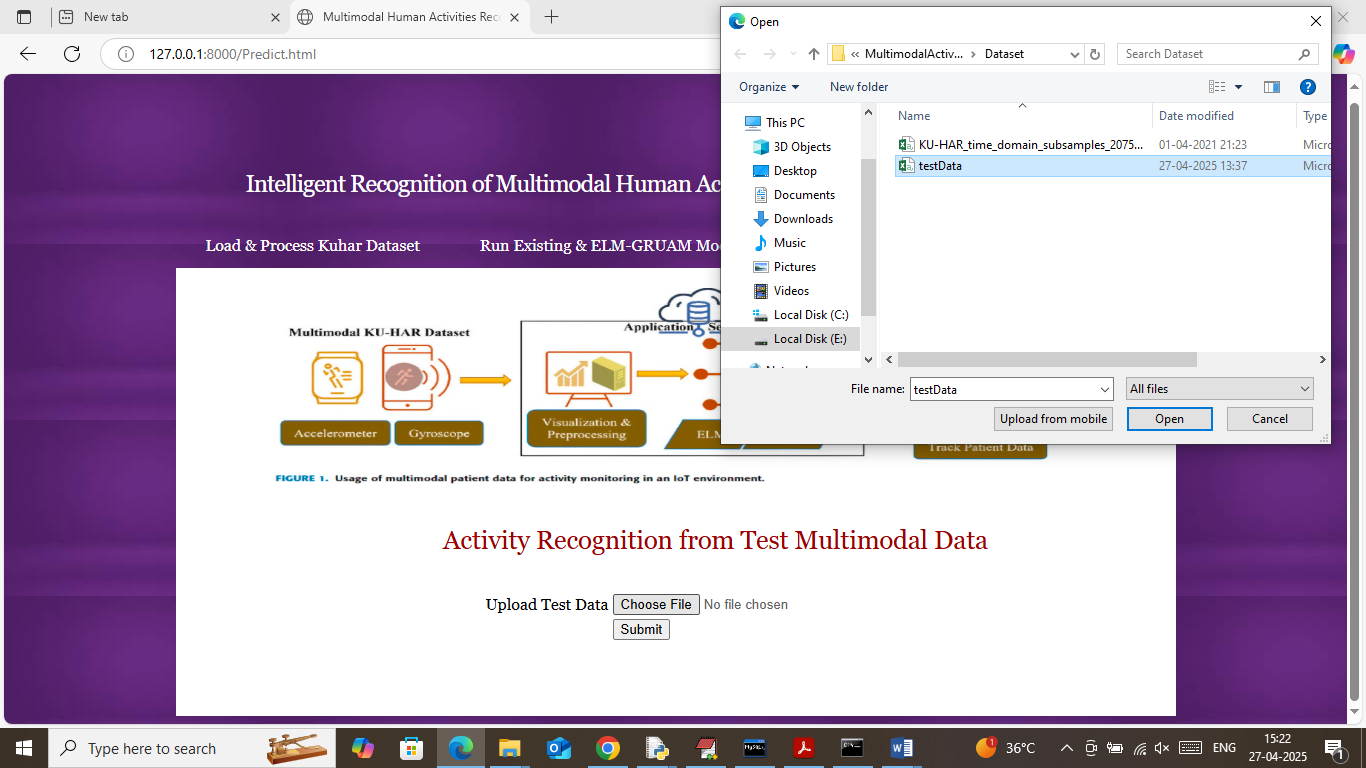 New tab
Multimodal Human Activities Rec
127.0.0.1:8000/Predict.html
Open
« MultimodalActiv... › Dataset
Search Dataset
Organize
New folder
Name
Date modified
Type
This PC
3D Objects
Desktop
Documents
Downloads
Music
Pictures
Videos
Local Disk (C:)
Local Disk (E:)
KU-HAR_time_domain_subsamples_2075...
01-04-2021 21:23
Micro
testData
27-04-2025 13:37
Micro
File name:
testData
All files
Upload from mobile
Open
Cancel
Intelligent Recognition of Multimodal Human Ac
Load & Process Kuhar Dataset
Run Existing & ELM-GRUAM Mo
Multimodal KU-HAR Dataset
Application Se
Accelerometer
Gyroscope
Visualization &
Preprocessing
ELM
Track Patient Data
FIGURE 1. Usage of multimodal patient data for activity monitoring in an IoT environment.
Activity Recognition from Test Multimodal Data
Upload Test Data
Choose File
No file chosen
Submit
Type here to search
36°C
ENG
15:22
27-04-2025
1